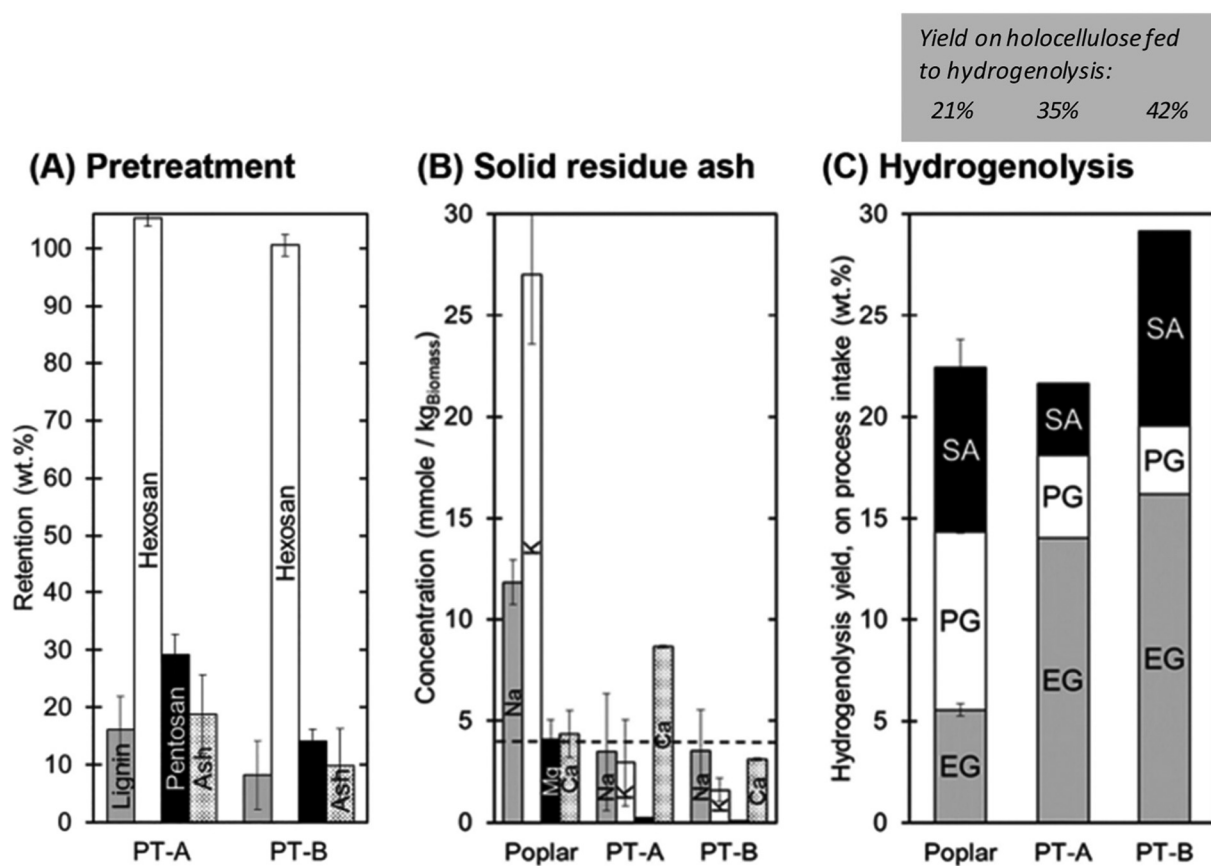 Yield on holocellulose fed
to hydrogenolysis:
21% 35% 42%
(A) Pretreatment
Retention (wt.%)
100
90
80
70
60
50
40
30
20
10
0
Lignin
Hexosan
Pentosan
Ash
Hexosan
Ash
PT-A PT-B
(B) Solid residue ash
Concentration (mmole / kgBiomass)
30
25
20
15
10
5
0
Na
K
Mg
Ca
Na
K
Ca
Na
K
Ca
Poplar PT-A PT-B
(C) Hydrogenolysis
Hydrogenolysis yield, on process intake (wt.%)
30
25
20
15
10
5
0
SA
PG
EG
SA
PG
EG
SA
PG
EG
Poplar PT-A PT-B